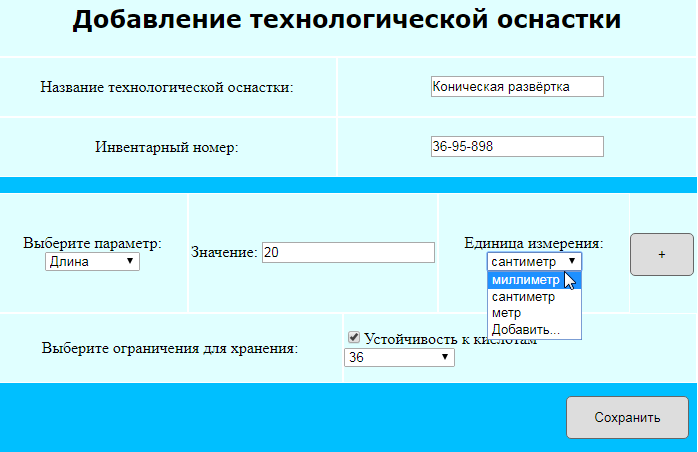 Добавление технологической оснастки
Название технологической оснастки: Коническая развёртка
Инвентарный номер: 36-95-898
Выберите параметр:
Длина
Значение: 20
Единица измерения:
сантиметр
миллиметр
сантиметр
метр
Добавить...
+
Выберите ограничения для хранения:
Устойчивость к кислотам
36
Сохранить